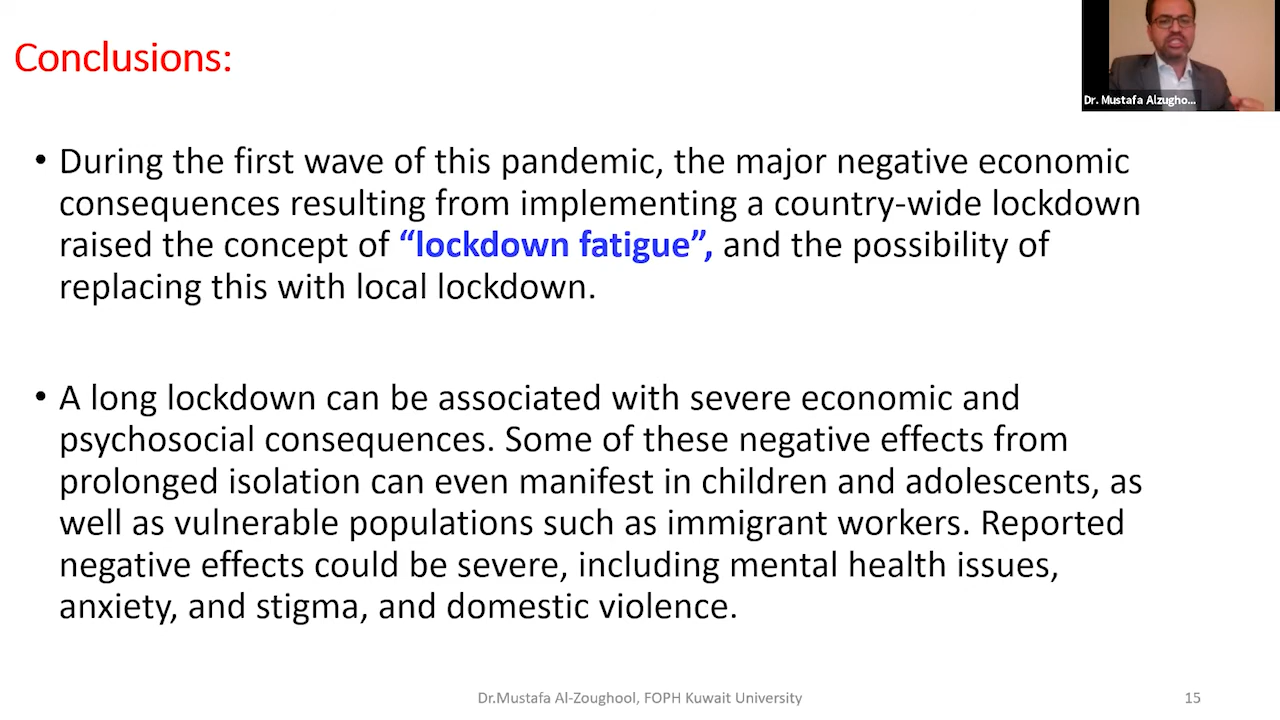 Conclusions:
Dr. Mustafa Alzugho...
• During the first wave of this pandemic, the major negative economic
consequences resulting from implementing a country-wide lockdown
raised the concept of “lockdown fatigue”, and the possibility of
replacing this with local lockdown.
• A long lockdown can be associated with severe economic and
psychosocial consequences. Some of these negative effects from
prolonged isolation can even manifest in children and adolescents, as
well as vulnerable populations such as immigrant workers. Reported
negative effects could be severe, including mental health issues,
anxiety, and stigma, and domestic violence.
Dr.Mustafa Al-Zoughool, FOPH Kuwait University
15